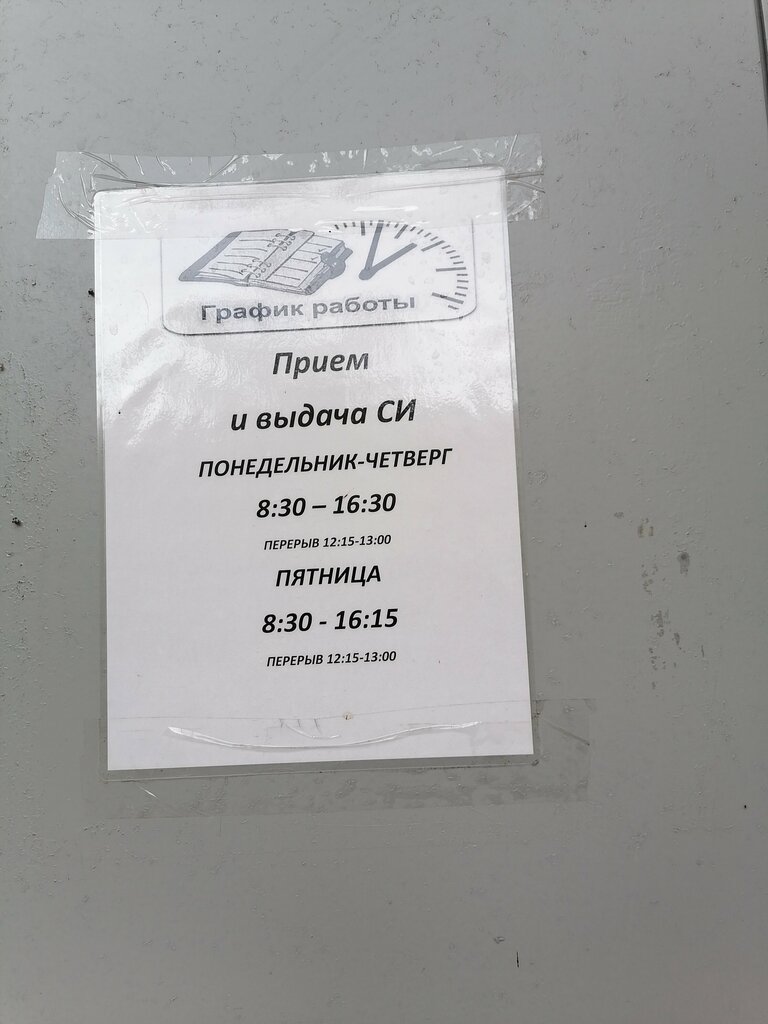 График работы
Прием
и выдача СИ
ПОНЕДЕЛЬНИК-ЧЕТВЕРГ
8:30 – 16:30
ПЕРЕРЫВ 12:15-13:00
ПЯТНИЦА
8:30 - 16:15
ПЕРЕРЫВ 12:15-13:00